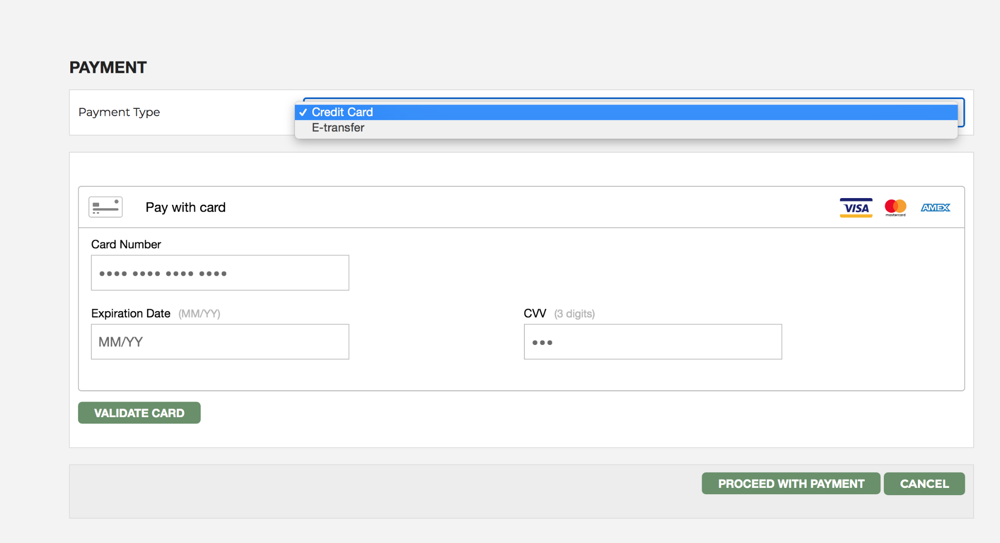 PAYMENT
Payment Type
✓ Credit Card
E-transfer
Pay with card
VISA
mastercard
AMEX
Card Number
•••• •••• •••• ••••
Expiration Date (MM/YY)
CVV (3 digits)
MM/YY
•••
VALIDATE CARD
PROCEED WITH PAYMENT
CANCEL